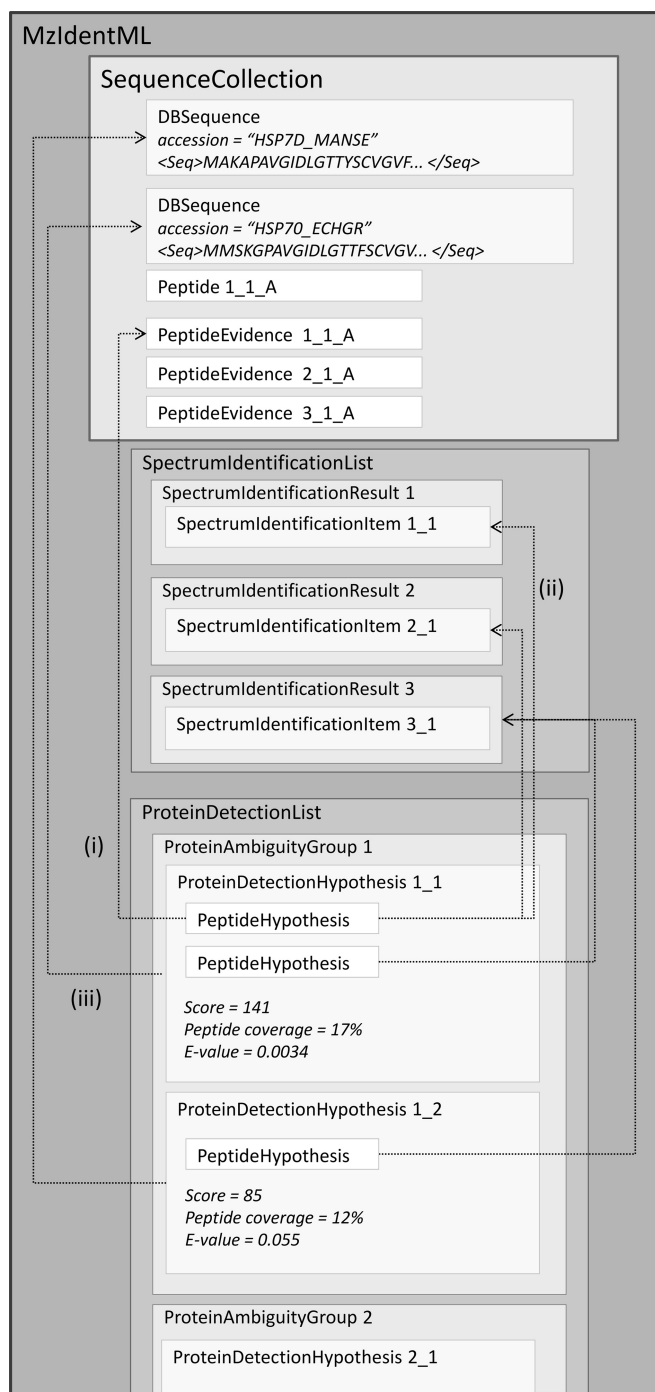 MzIdentML
SequenceCollection
DBSequence
accession = “HSP7D_MANSE”
<Seq>MAKAPAVGIDLGTTYSCVGVF... </Seq>
DBSequence
accession = “HSP70_ECHGR”
<Seq>MMSKGPAVGIDLGTTFSCVGV... </Seq>
Peptide 1_1_A
PeptideEvidence 1_1_A
PeptideEvidence 2_1_A
PeptideEvidence 3_1_A
SpectrumIdentificationList
SpectrumIdentificationResult 1
SpectrumIdentificationItem 1_1
(ii)
SpectrumIdentificationResult 2
SpectrumIdentificationItem 2_1
SpectrumIdentificationResult 3
SpectrumIdentificationItem 3_1
ProteinDetectionList
(i)
ProteinAmbiguityGroup 1
ProteinDetectionHypothesis 1_1
PeptideHypothesis
PeptideHypothesis
(iii)
Score = 141
Peptide coverage = 17%
E-value = 0.0034
ProteinDetectionHypothesis 1_2
PeptideHypothesis
Score = 85
Peptide coverage = 12%
E-value = 0.055
ProteinAmbiguityGroup 2
ProteinDetectionHypothesis 2_1